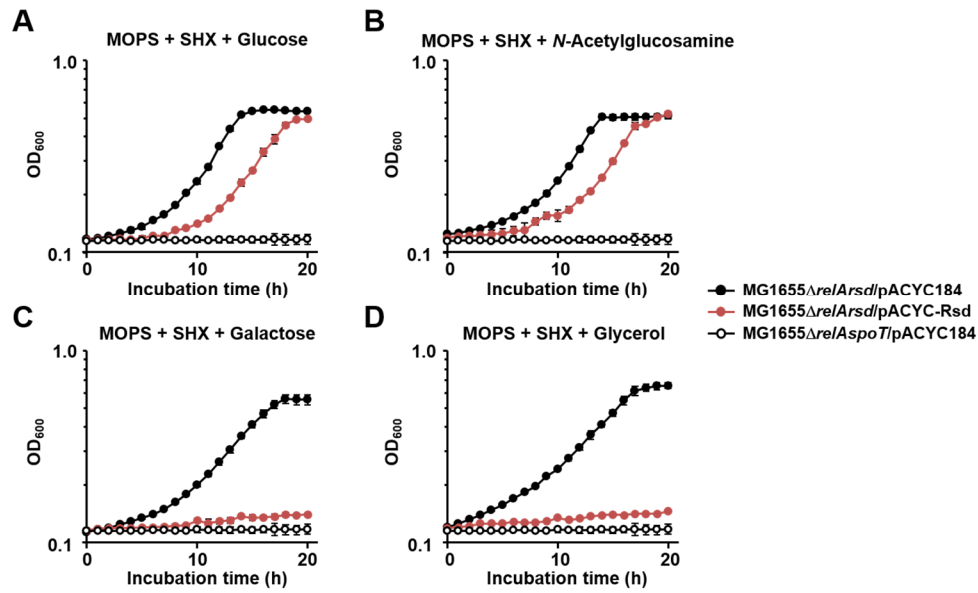 A
MOPS + SHX + Glucose
1.0
OD600
0.1
0
10
20
Incubation time (h)
B
MOPS + SHX + N-Acetylglucosamine
1.0
OD600
0.1
0
10
20
Incubation time (h)
MG1655ΔrelArsd/pACYC184
MG1655ΔrelArsd/pACYC-Rsd
MG1655ΔrelAspoT/pACYC184
C
MOPS + SHX + Galactose
1.0
OD600
0.1
0
10
20
Incubation time (h)
D
MOPS + SHX + Glycerol
1.0
OD600
0.1
0
10
20
Incubation time (h)